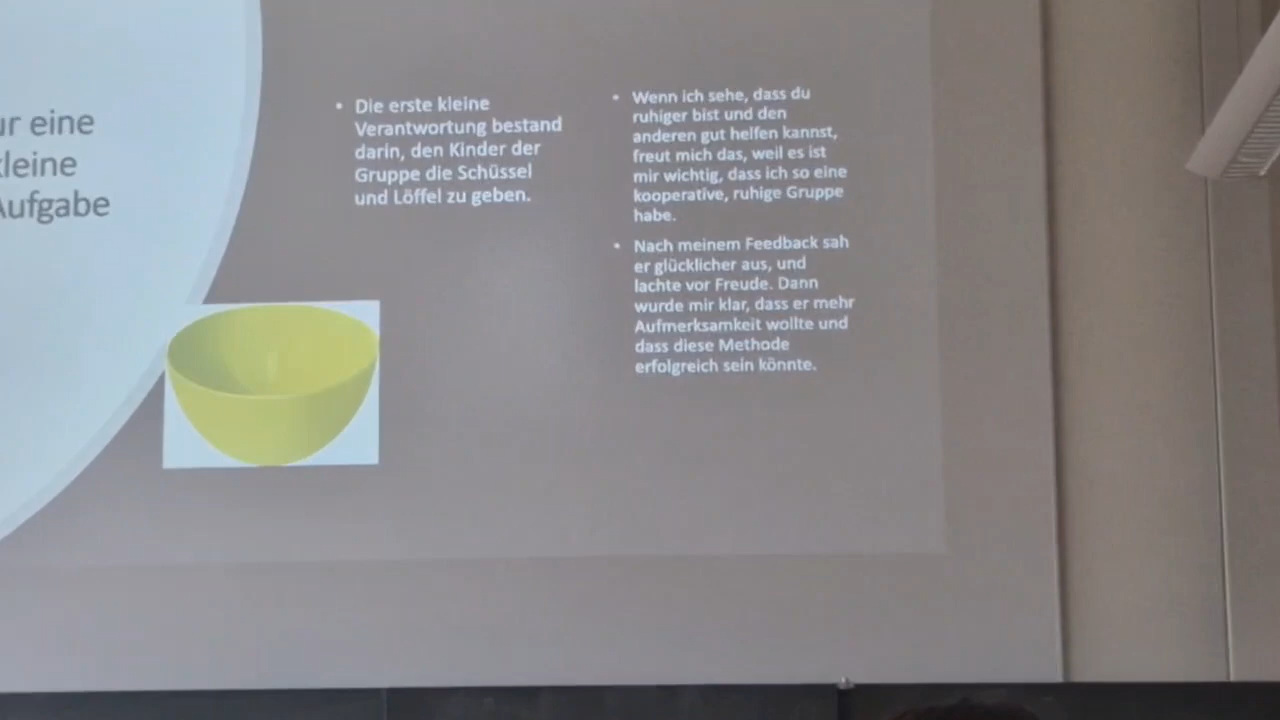 eine
Aufgabe
Die erste kleine
Verantwortung bestand
darin, den Kinder der
Gruppe die Schüssel
und Löffel zu geben.
Wenn ich sehe, dass du
ruhiger bist und den
anderen gut helfen kannst,
freut mich das, weil es ist
mir wichtig, dass ich so eine
kooperative, ruhige Gruppe
habe.
Nach meinem Feedback sah
er glücklicher aus, und
lachte vor Freude. Dann
wurde mir klar, dass er mehr
Aufmerksamkeit wollte und
dass diese Methode
erfolgreich sein könnte.